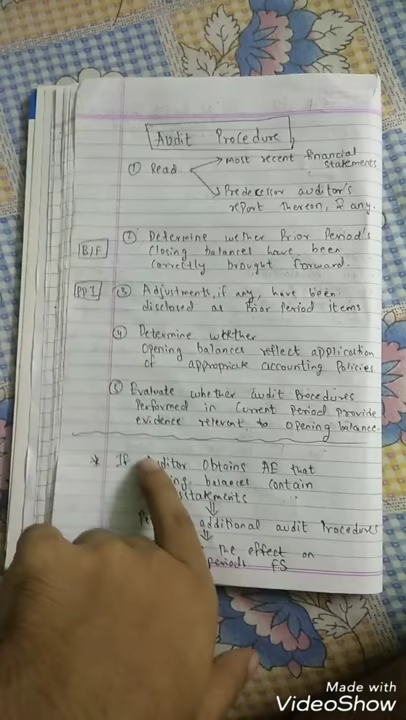 Audit Procedure
① Read → Most recent financial statements
→ Predecessor auditor's report thereon, if any.
B/F
② Determine wether Prior Period's
closing balances have been
correctly brought forward.
PPI
③ Adjustments, if any, have been
disclosed as Prior Period items
④ Determine whether
opening balances reflect application
of appropriate accounting Policies
⑤ Evaluate whether audit Procedures
Performed in Current Period Provide
evidence relevent to opening balance.
* If Auditor Obtains AE that
balances contain
⇓
additional audit Procedures
⇓
the effect on
periods FS
Made with
VideoShow